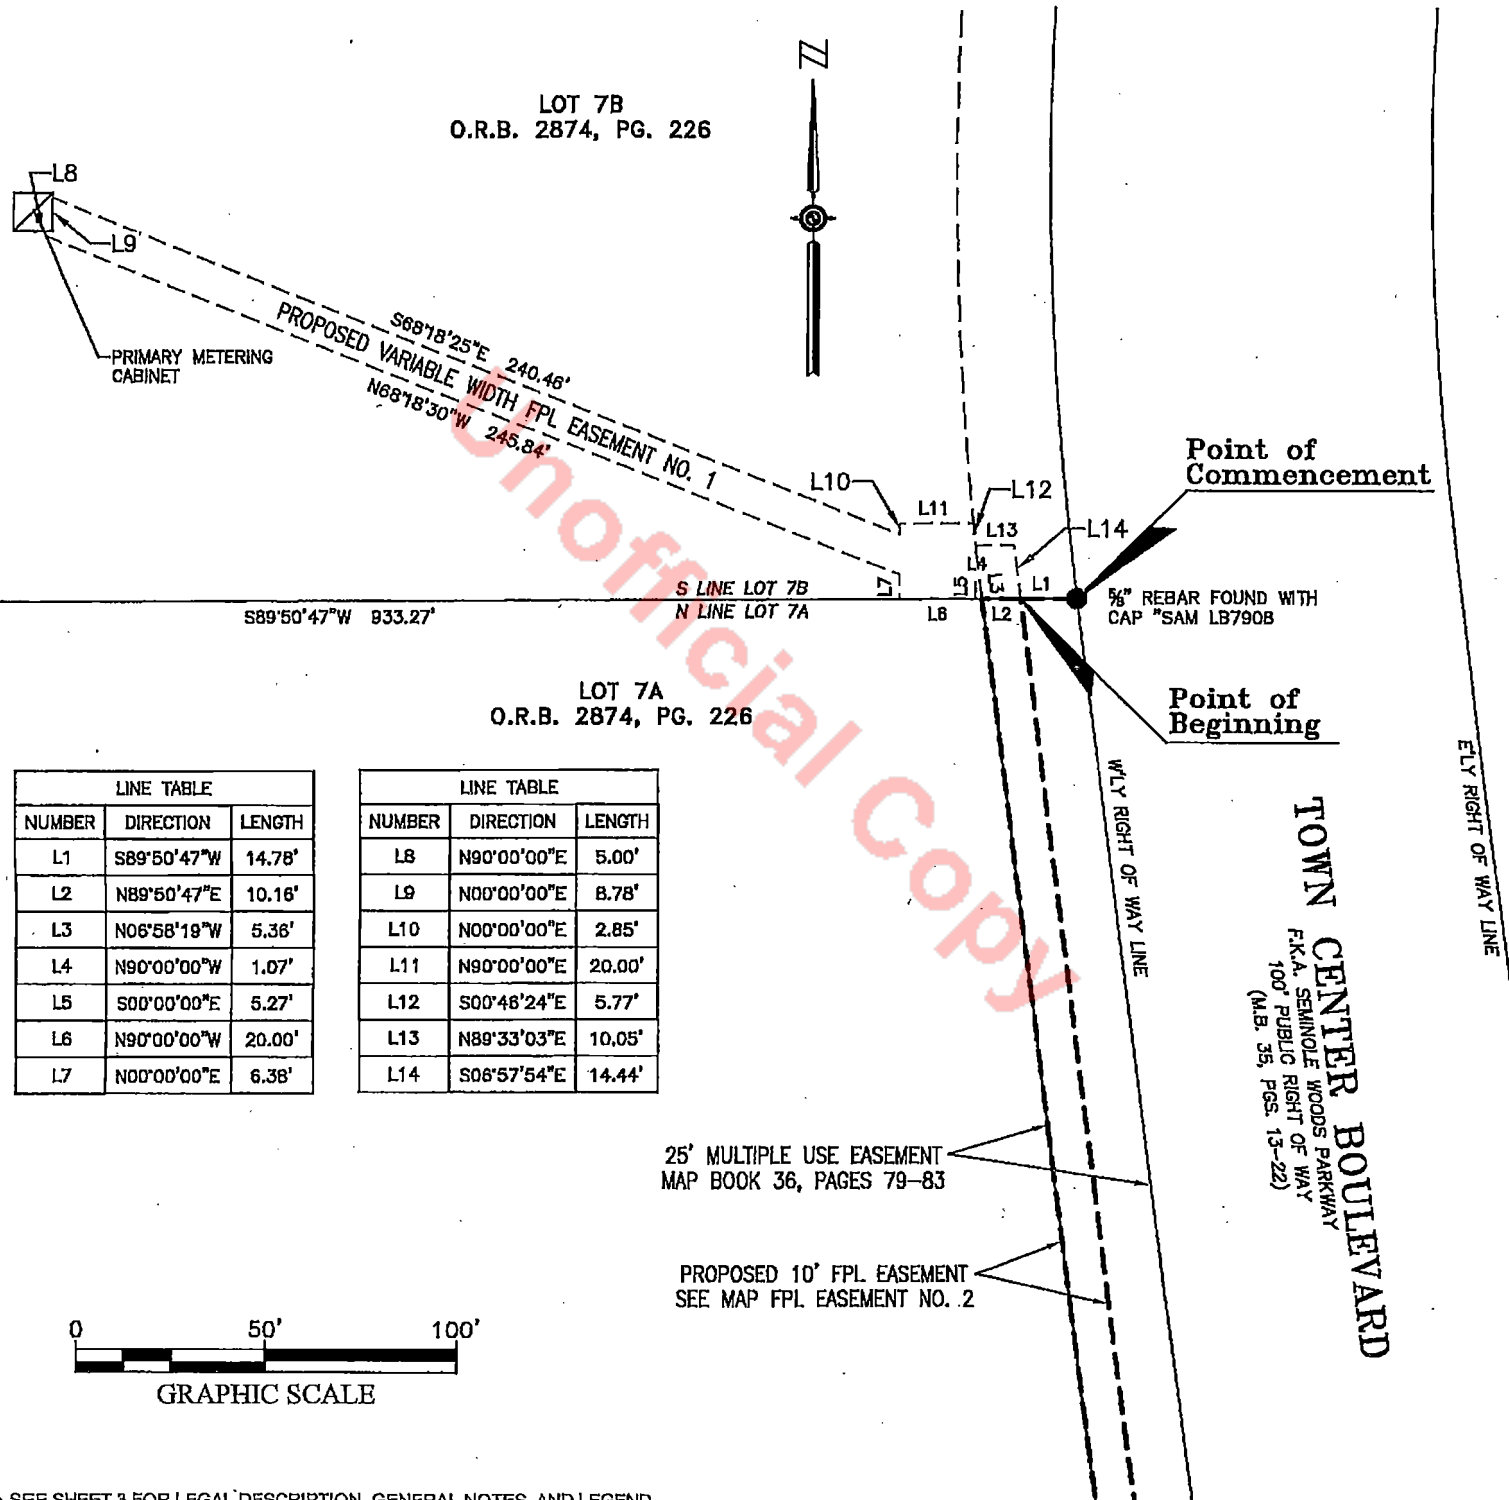 LOT 7B
O.R.B. 2874, PG. 226
L8
L9
PRIMARY METERING
CABINET
S68°18'25"E 240.46'
PROPOSED VARIABLE WIDTH FPL EASEMENT NO. 1
N68°18'30"W 245.84'
Point of
Commencement
L10
L11
L12
L13
L14
L4
L3
L5
L7
L1
L6
L2
S LINE LOT 7B
N LINE LOT 7A
S89°50'47"W 933.27'
5/8" REBAR FOUND WITH
CAP "SAM LB7908
LOT 7A
O.R.B. 2874, PG. 226
Point of
Beginning
W'LY RIGHT OF WAY LINE
E'LY RIGHT OF WAY LINE
TOWN CENTER BOULEVARD
F.K.A. SEMINOLE WOODS PARKWAY
100' PUBLIC RIGHT OF WAY
(M.B. 35, PGS. 13-22)
LINE TABLE
NUMBER DIRECTION LENGTH
L1 S89°50'47"W 14.78'
L2 N89°50'47"E 10.16'
L3 N06°58'19"W 5.36'
L4 N90°00'00"W 1.07'
L5 S00°00'00"E 5.27'
L6 N90°00'00"W 20.00'
L7 N00°00'00"E 6.38'
LINE TABLE
NUMBER DIRECTION LENGTH
L8 N90°00'00"E 5.00'
L9 N00°00'00"E 8.78'
L10 N00°00'00"E 2.85'
L11 N90°00'00"E 20.00'
L12 S00°46'24"E 5.77'
L13 N89°33'03"E 10.05'
L14 S06°57'54"E 14.44'
25' MULTIPLE USE EASEMENT
MAP BOOK 36, PAGES 79-83
PROPOSED 10' FPL EASEMENT
SEE MAP FPL EASEMENT NO. 2
0 50' 100'
GRAPHIC SCALE
SEE SHEET 3 FOR LEGAL DESCRIPTION, GENERAL NOTES, AND LEGEND
Unofficial Copy